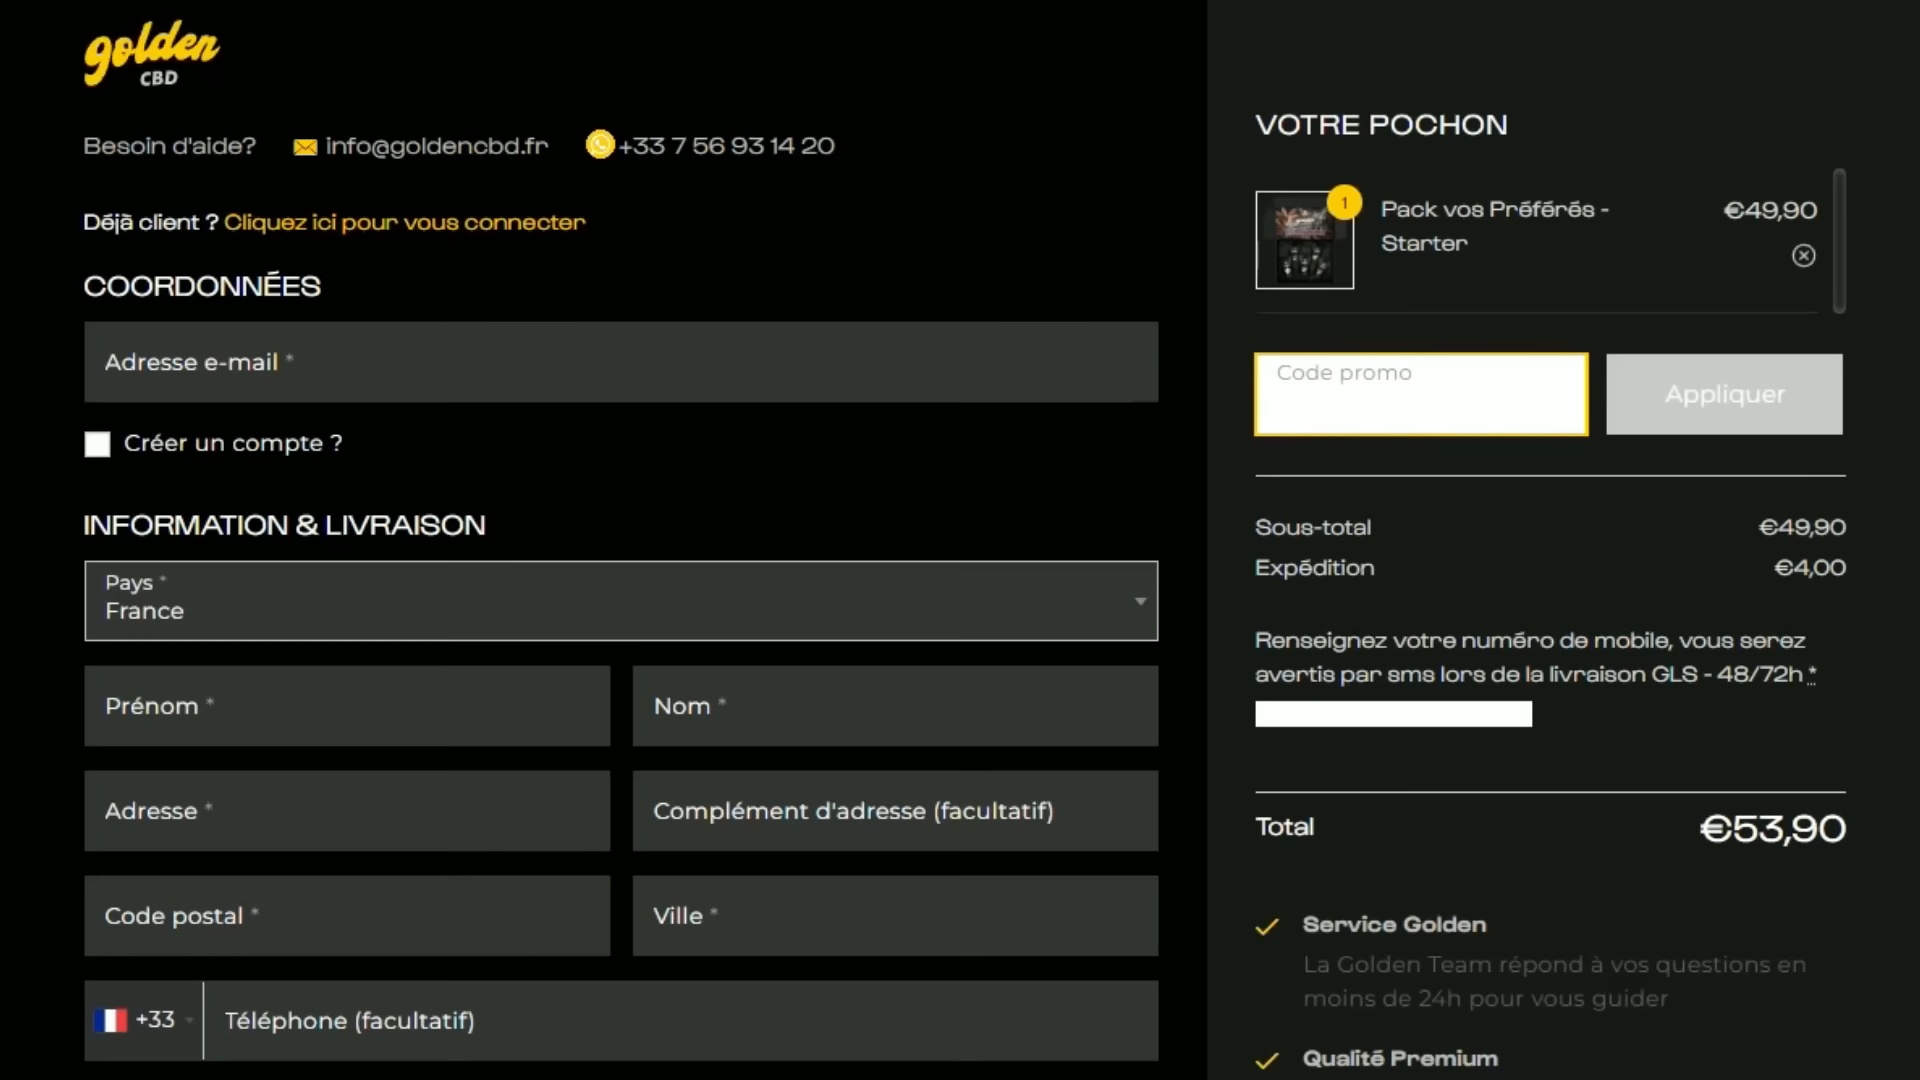 golden
CBD
Besoin d'aide?
info@goldencbd.fr
+33 7 56 93 14 20
Déjà client ? Cliquez ici pour vous connecter
COORDONNÉES
Adresse e-mail *
Créer un compte ?
INFORMATION & LIVRAISON
Pays *
France
Prénom *
Nom *
Adresse *
Complément d'adresse (facultatif)
Code postal *
Ville *
+33
Téléphone (facultatif)
VOTRE POCHON
1
Pack vos Préférés -
Starter
€49,90
Code promo
Appliquer
Sous-total
€49,90
Expédition
€4,00
Renseignez votre numéro de mobile, vous serez
avertis par sms lors de la livraison GLS - 48/72h *
Total
€53,90
Service Golden
La Golden Team répond à vos questions en
moins de 24h pour vous guider
Qualité Premium